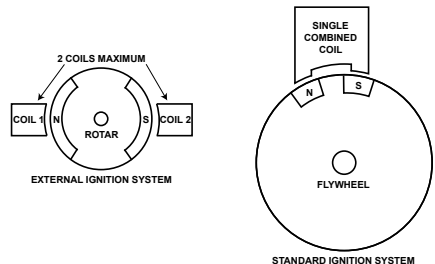 2 COILS MAXIMUM
COIL 1
N
S
COIL 2
ROTAR
EXTERNAL IGNITION SYSTEM
SINGLE
COMBINED
COIL
N
S
FLYWHEEL
STANDARD IGNITION SYSTEM